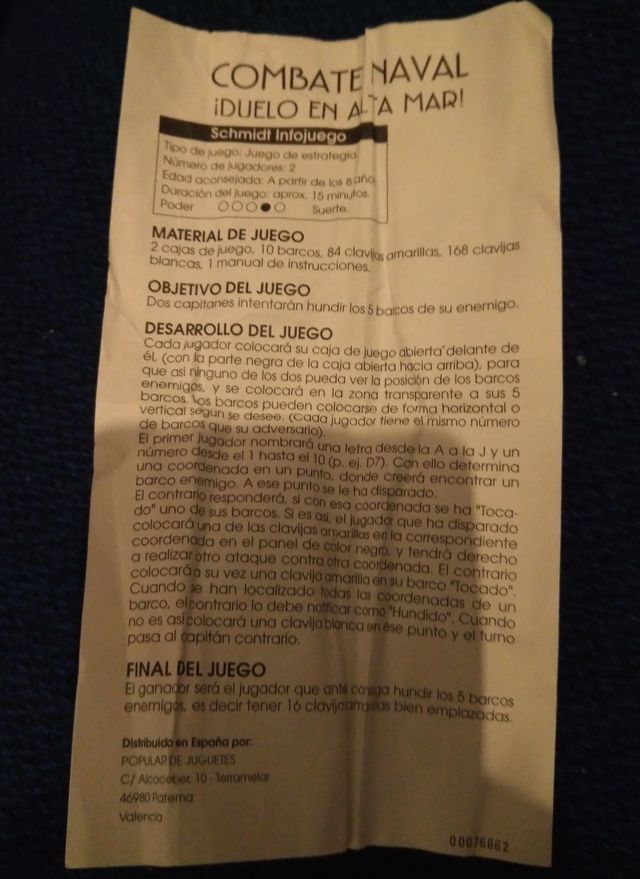 COMBATE NAVAL
¡DUELO EN ALTA MAR!
Schmidt Infojuego
Tipo de juego: Juego de estrategia
Número de jugadores: 2
Edad aconsejada: A partir de los 8 año
Duración del juego: aprox. 15 minutos.
Poder ○○○●○ Suerte.
MATERIAL DE JUEGO
2 cajas de juego, 10 barcos, 84 clavijas amarillas, 168 clavijas
blancas, 1 manual de instrucciones.
OBJETIVO DEL JUEGO
Dos capitanes intentarán hundir los 5 barcos de su enemigo.
DESARROLLO DEL JUEGO
Cada jugador colocará su caja de juego abierta delante de
él, (con la parte negra de la caja abierta hacia arriba), para
que asi ninguno de los dos pueda ver la posición de los barcos
enemigos, y se colocará en la zona transparente a sus 5
barcos. Los barcos pueden colocarse de forma horizontal o
vertical según se desee. (Cada jugador tiene el mismo número
de barcos que su adversario).
El primer jugador nombrará una letra desde la A a la J y un
número desde el 1 hasta el 10 (p. ej. D7). Con ello determina
una coordenada en un punto, donde creerá encontrar un
barco enemigo. A ese punto se le ha disparado.
El contrario responderá, si con esa coordenada se ha "Toca-
do" uno de sus barcos. Si es asi, el jugador que ha disparado
colocará una de las clavijas amarillas en la correspondiente
coordenada en el panel de color negro, y tendrá derecho
a realizar otro ataque contra otra coordenada. El contrario
colocará a su vez una clavija amarilla en su barco "Tocado".
Cuando se han localizado todas las coordenadas de un
barco, el contrario lo debe notificar como "Hundido". Cuando
no es asi colocará una clavija blanca en ese punto y el turno
pasa al capitán contrario.
FINAL DEL JUEGO
El ganador será el jugador que ants consiga hundir los 5 barcos
enemigos, es decir tener 16 clavijas amarillas bien emplazadas.
Distribuido en España por:
POPULAR DE JUGUETES
C/ Alcocebec 10 - Terramelar
46980 Paterna
Valencia
00076662